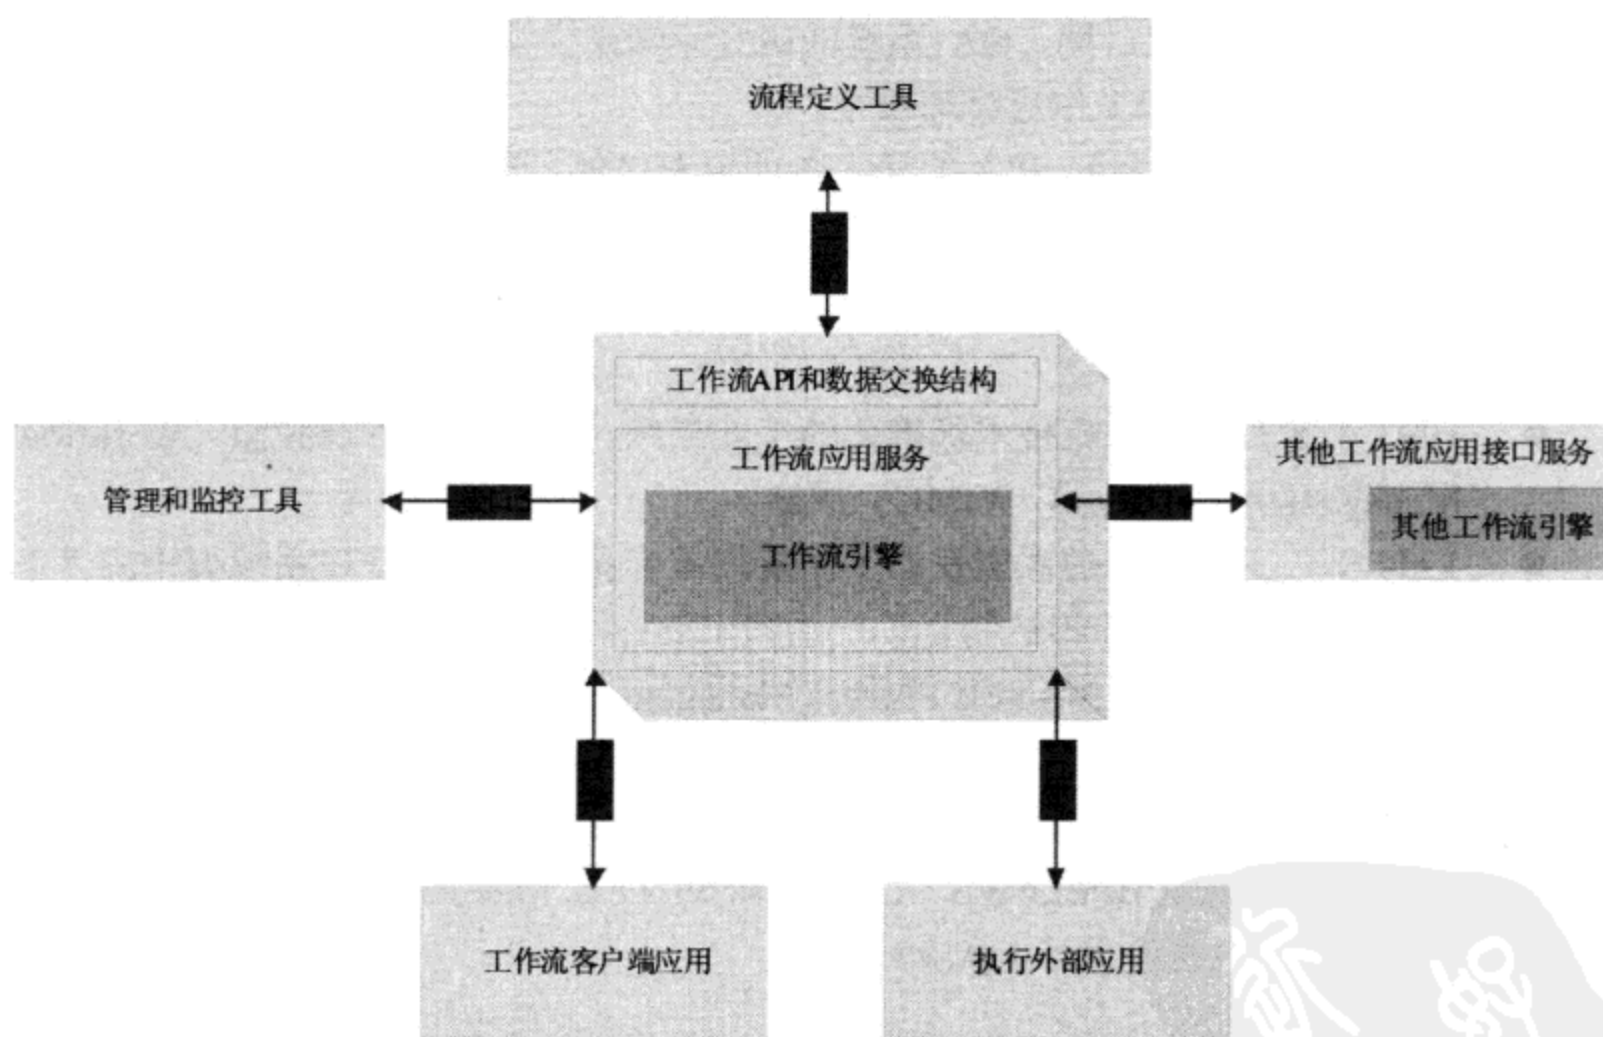 流程定义工具
工作流API和数据交换结构
工作流应用服务
工作流引擎
管理和监控工具
其他工作流应用接口服务
其他工作流引擎
工作流客户端应用
执行外部应用